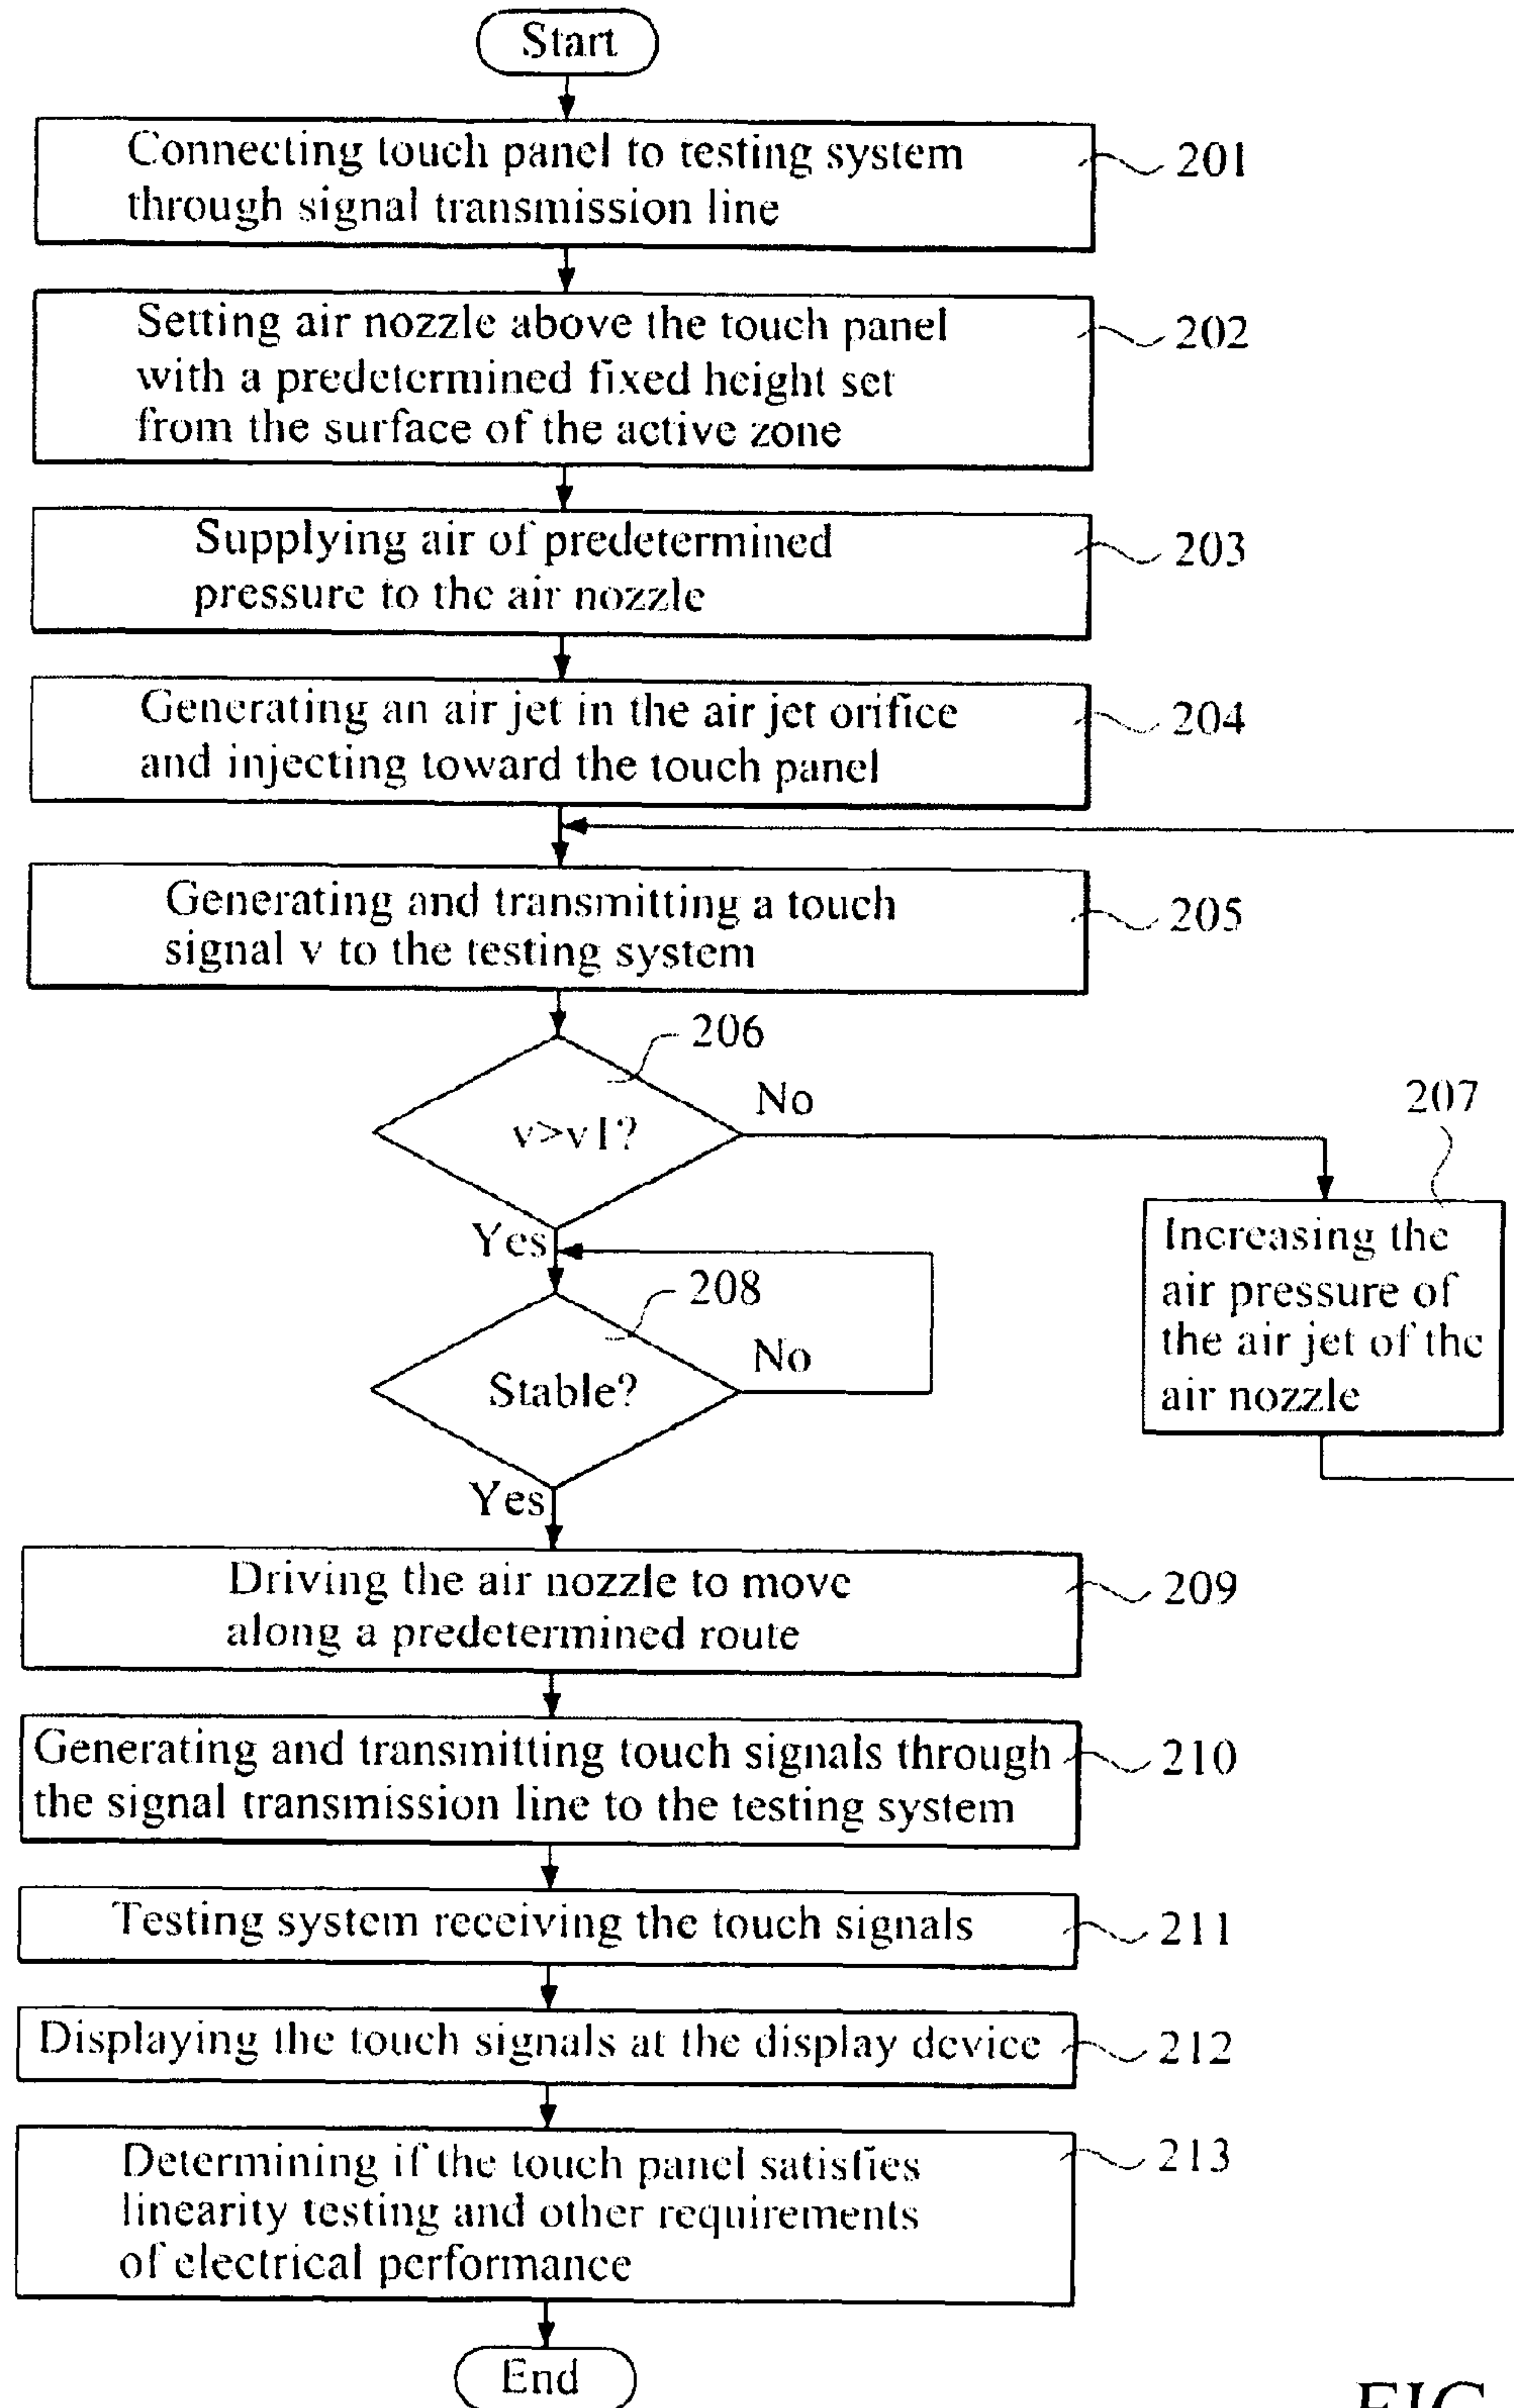 Start
Connecting touch panel to testing system
through signal transmission line
201
Setting air nozzle above the touch panel
with a predetermined fixed height set
from the surface of the active zone
202
Supplying air of predetermined
pressure to the air nozzle
203
Generating an air jet in the air jet orifice
and injecting toward the touch panel
204
Generating and transmitting a touch
signal v to the testing system
205
206
v>v1?
No
Yes
207
Increasing the
air pressure of
the air jet of the
air nozzle
208
Stable?
No
Yes
Driving the air nozzle to move
along a predetermined route
209
Generating and transmitting touch signals through
the signal transmission line to the testing system
210
Testing system receiving the touch signals
211
Displaying the touch signals at the display device
212
Determining if the touch panel satisfies
linearity testing and other requirements
of electrical performance
213
End
FIG